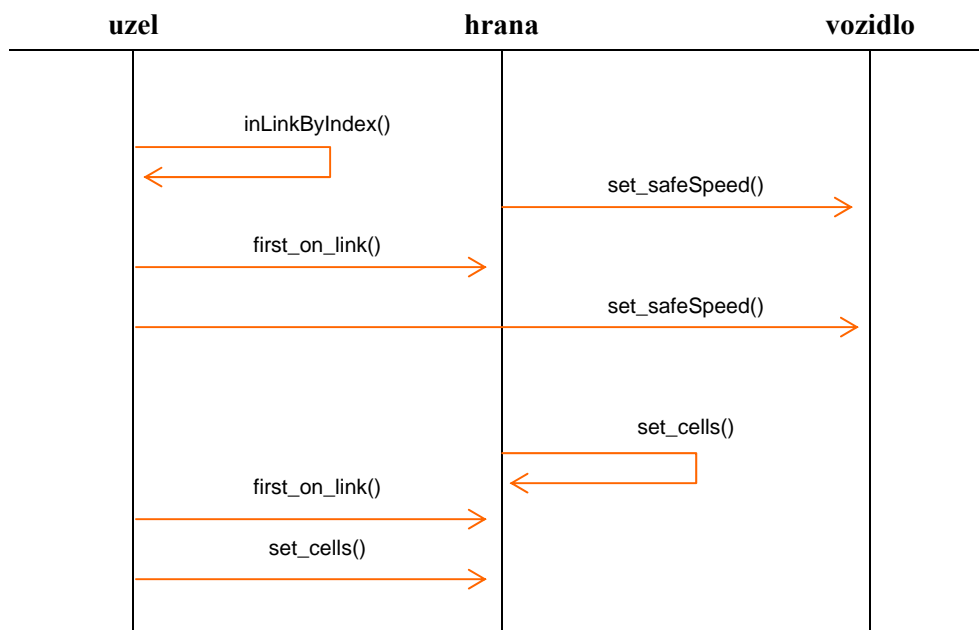 uzel hrana vozidlo
inLinkByIndex()
set_safeSpeed()
first_on_link()
set_safeSpeed()
set_cells()
first_on_link()
set_cells()